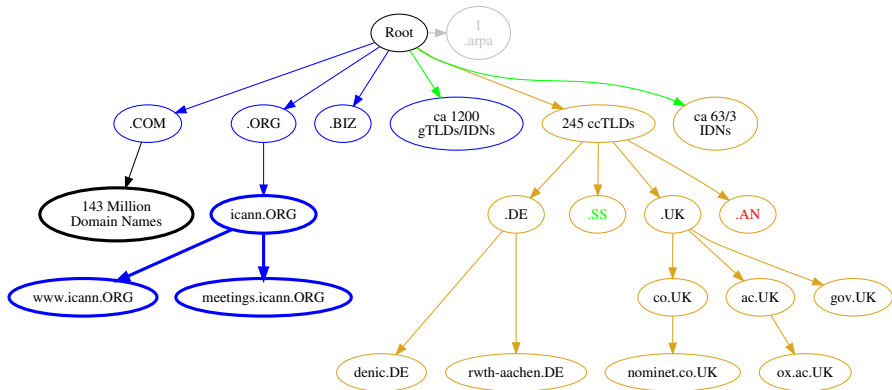 Root
1
.arpa
.COM
.ORG
.BIZ
ca 1200
gTLDs/IDNs
245 ccTLDs
ca 63/3
IDNs
143 Million
Domain Names
icann.ORG
.DE
.SS
.UK
.AN
www.icann.ORG
meetings.icann.ORG
co.UK
ac.UK
gov.UK
denic.DE
rwth-aachen.DE
nominet.co.UK
ox.ac.UK